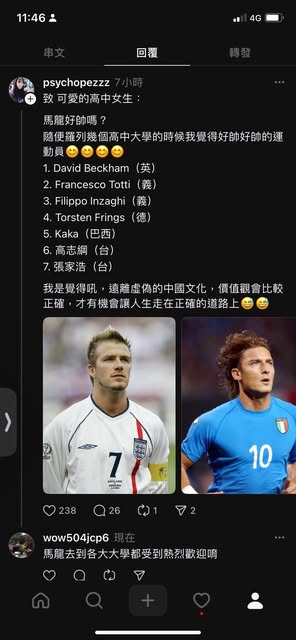 11:46
4G
串文
回覆
轉發
psychopezzz 7小時
致 可愛的高中女生：
馬龍好帥嗎？
隨便羅列幾個高中大學的時候我覺得好帥好帥的運
動員😊😊😊😊
1. David Beckham（英）
2. Francesco Totti（義）
3. Filippo Inzaghi（義）
4. Torsten Frings（德）
5. Kaka（巴西）
6. 高志綱（台）
7. 張家浩（台）
我是覺得吼，遠離虛偽的中國文化，價值觀會比較
正確，才有機會讓人生走在正確的道路上😅😅
7
10
238
26
1
2
wow504jcp6 現在
馬龍去到各大大學都受到熱烈歡迎唷